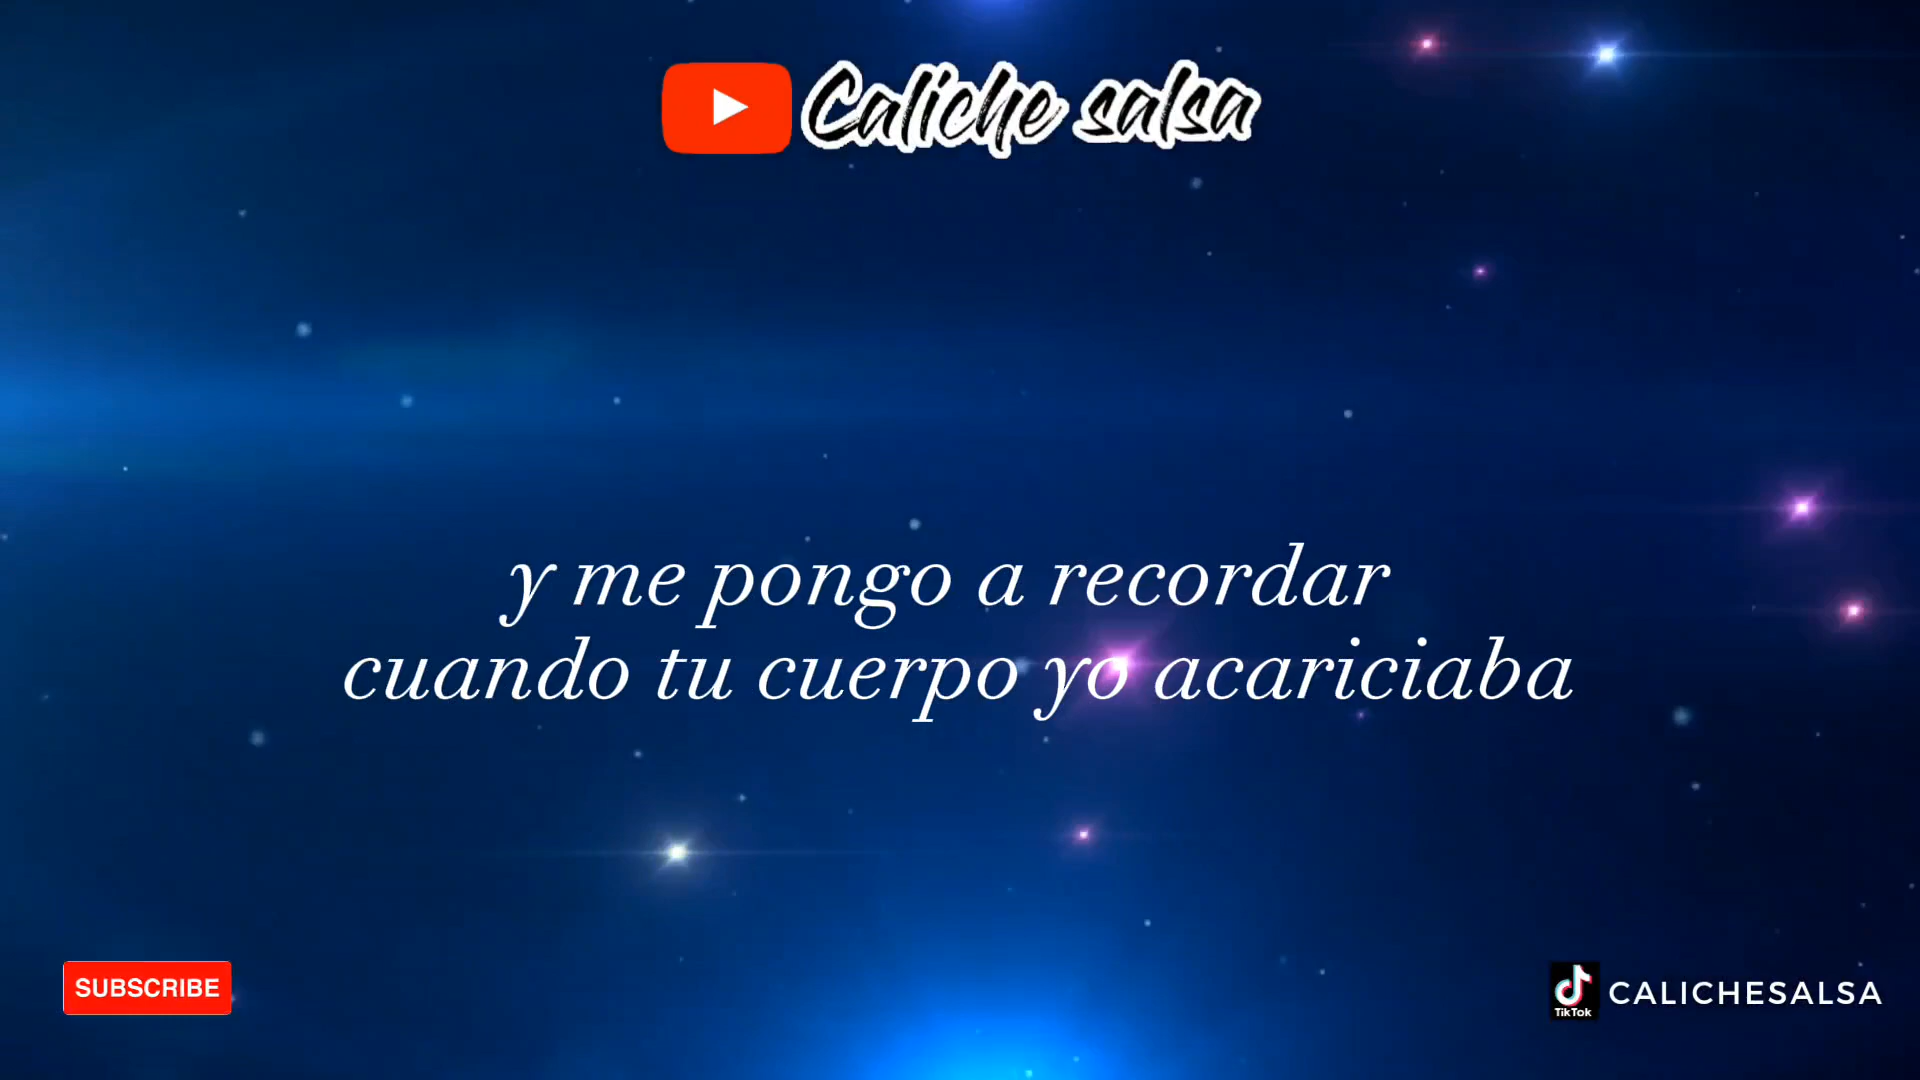 Caliche salsa
y me pongo a recordar
cuando tu cuerpo yo acariciaba
SUBSCRIBE
TikTok
CALICHESALSA